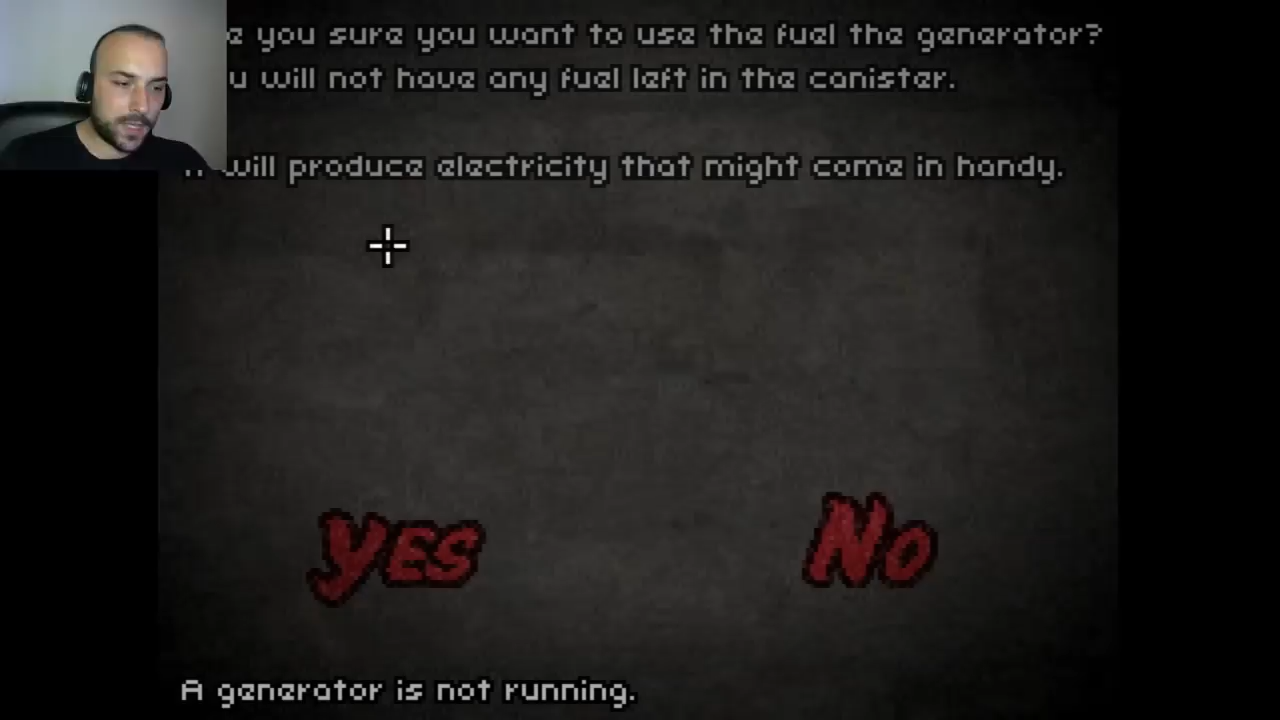 you sure you want to use the fuel the generator?
will not have any fuel left in the canister.
will produce electricity that might come in handy.
Yes
No
A generator is not running.